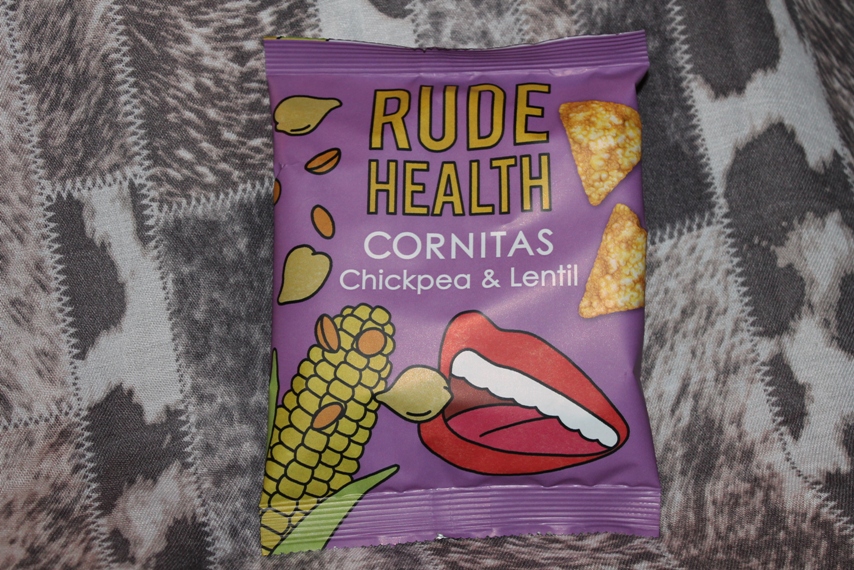 RUDE
HEALTH
CORNITAS
Chickpea & Lentil